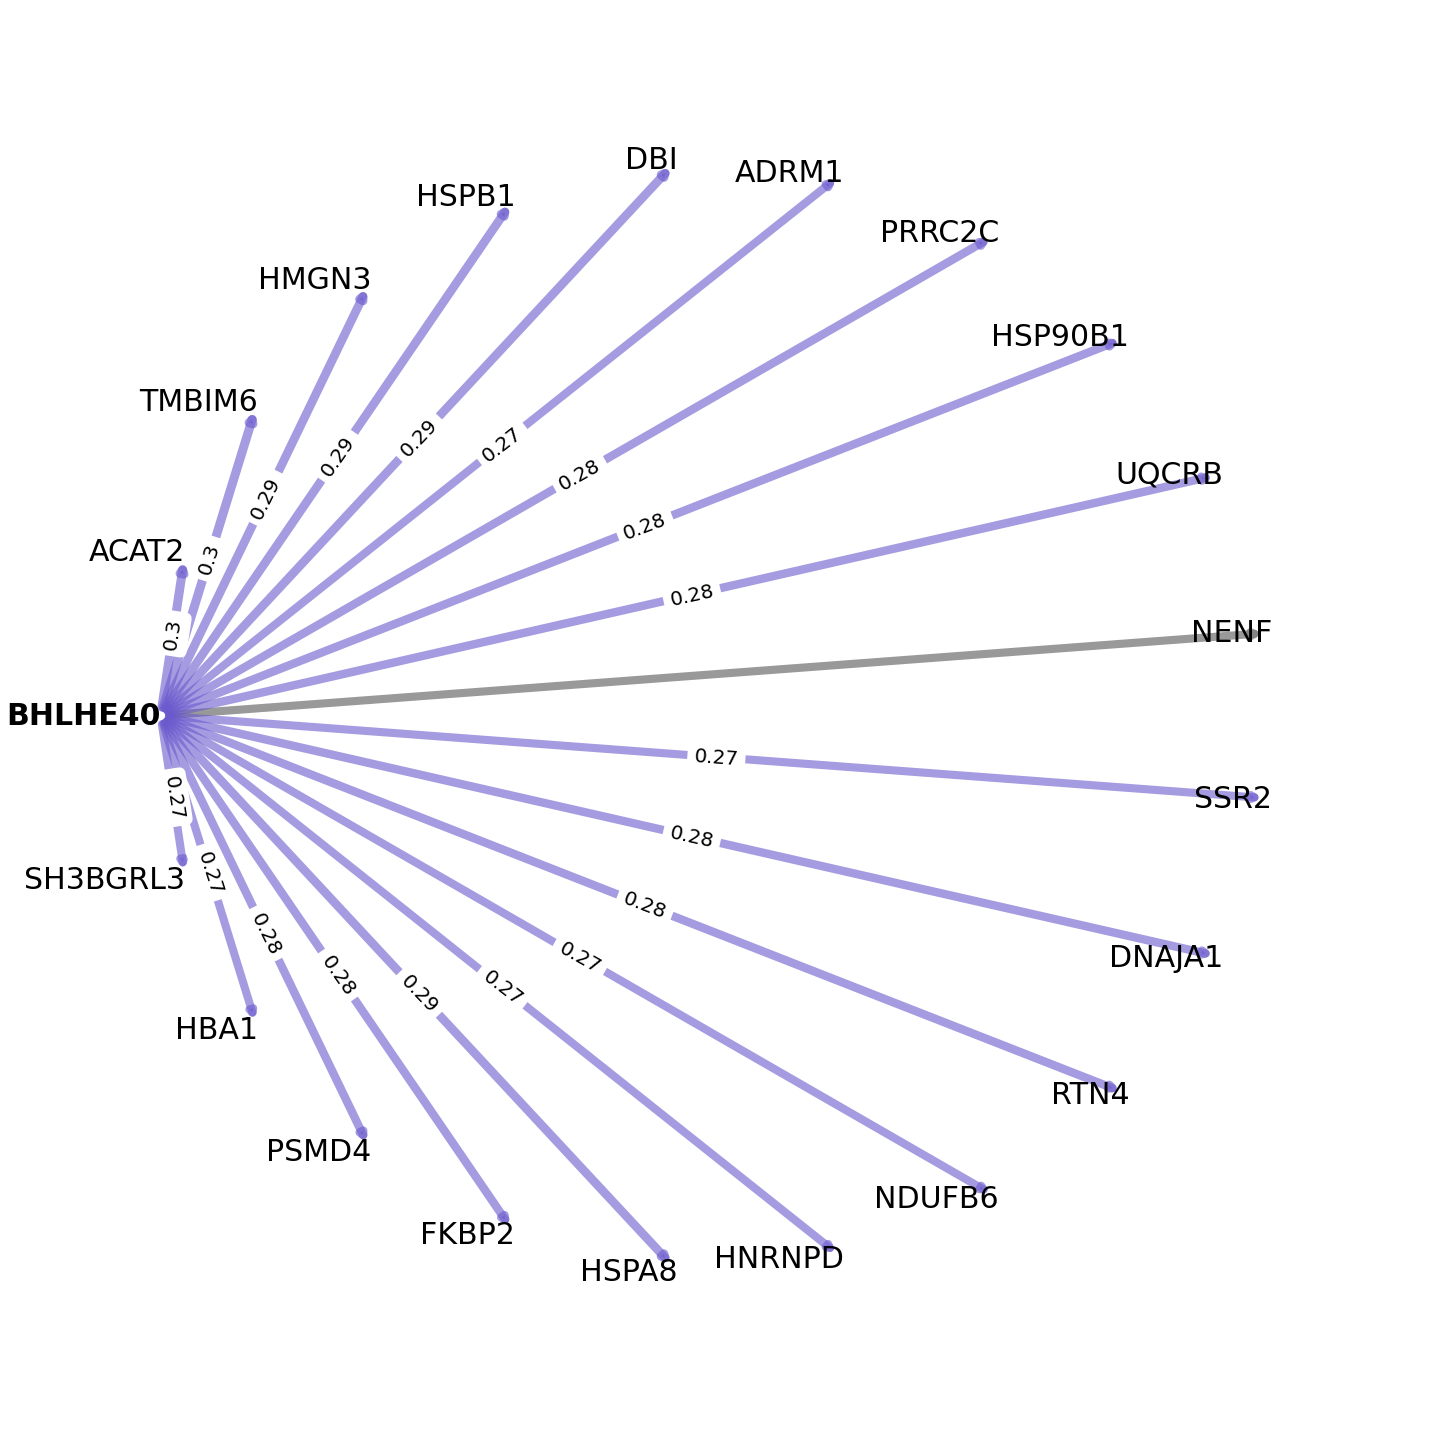 DBI
ADRM1
HSPB1
PRRC2C
HMGN3
HSP90B1
TMBIM6
0.29
0.27
0.29
UQCRB
0.28
0.29
0.28
ACAT2
0.3
0.28
0.3
NENF
BHLHE40
0.27
0.27
SSR2
0.28
SH3BGRL3
0.27
0.28
0.28
0.27
DNAJA1
0.28
0.27
0.29
HBA1
RTN4
PSMD4
NDUFB6
FKBP2
HNRNPD
HSPA8